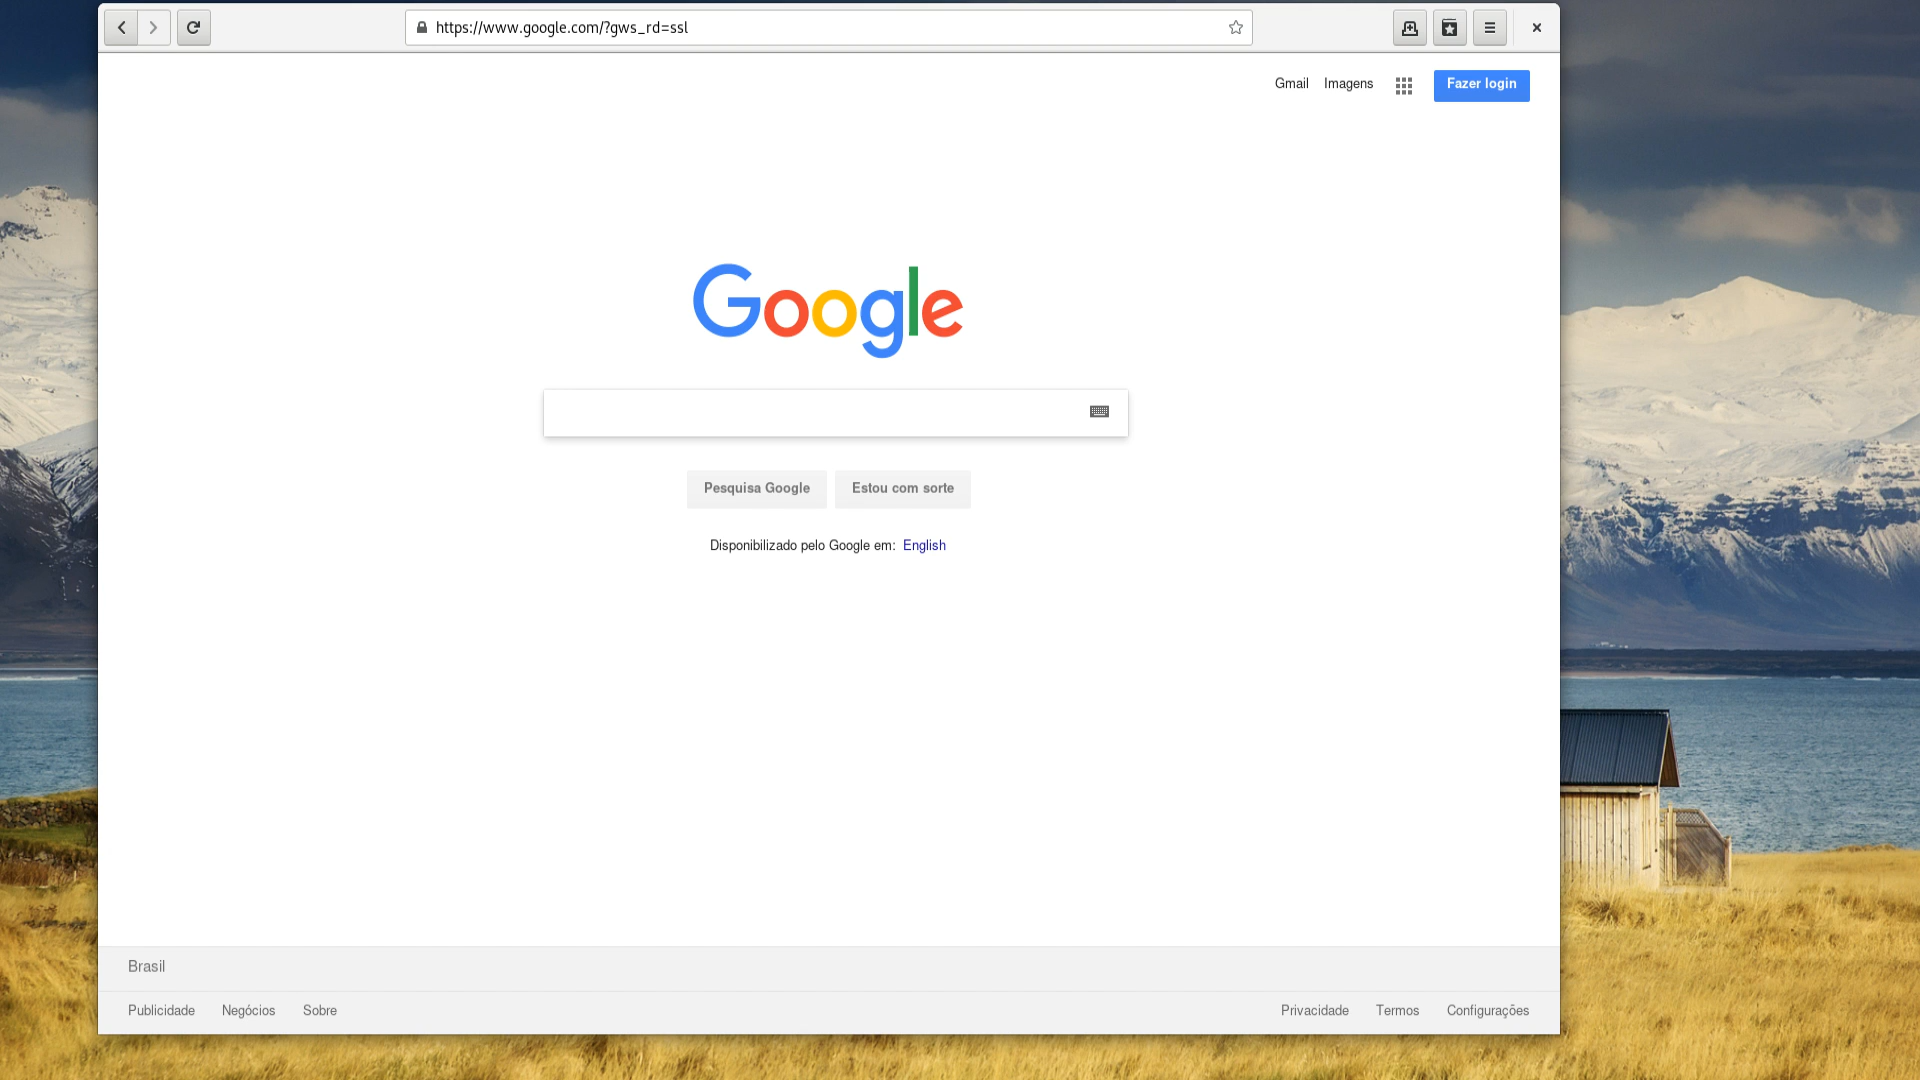 https://www.google.com/?gws_rd=ssl
Gmail Imagens Fazer login
Google
Pesquisa Google Estou com sorte
Disponibilizado pelo Google em: English
Brasil
Publicidade Negócios Sobre Privacidade Termos Configurações